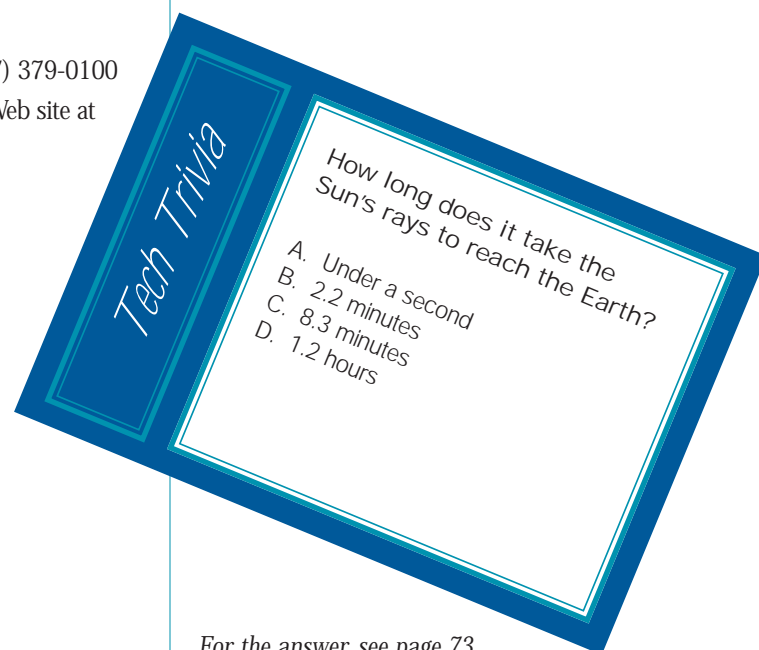 ) 379-0100
Web site at
Tech Trivia
How long does it take the
Sun's rays to reach the Earth?
A. Under a second
B. 2.2 minutes
C. 8.3 minutes
D. 1.2 hours
For the answer, see page 73.